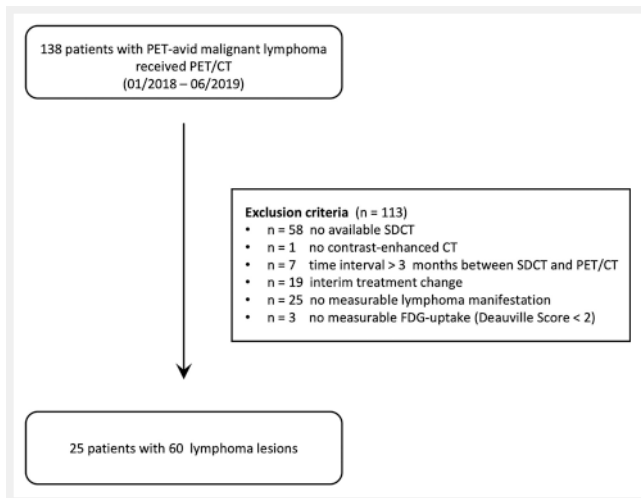 138 patients with PET-avid malignant lymphoma
received PET/CT
(01/2018 – 06/2019)
Exclusion criteria (n = 113)
• n = 58 no available SDCT
• n = 1 no contrast-enhanced CT
• n = 7 time interval > 3 months between SDCT and PET/CT
• n = 19 interim treatment change
• n = 25 no measurable lymphoma manifestation
• n = 3 no measurable FDG-uptake (Deauville Score < 2)
25 patients with 60 lymphoma lesions